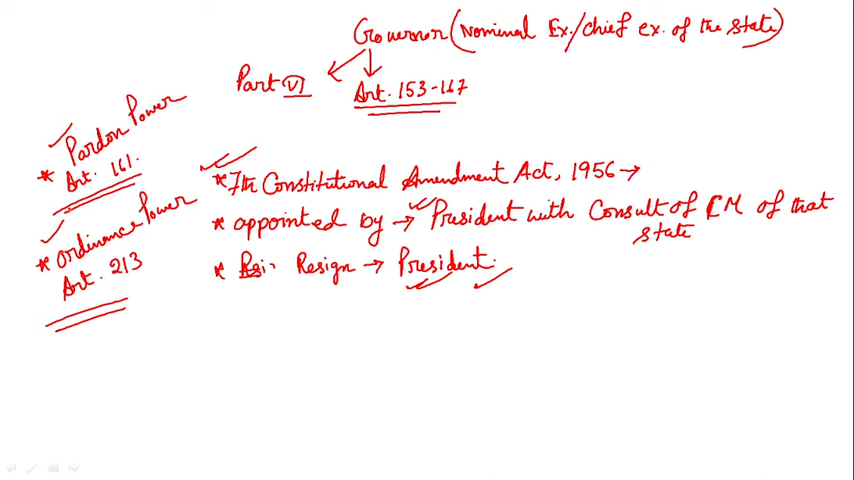 Governor (Nominal Ex./chief ex. of the state)
Part VI
Art. 153-167
* Pardon Power
Art. 161.
* Ordinance Power
Art. 213
* 7th Constitutional Amendment Act, 1956 →
* appointed by → President with Consult of CM of that
state
* Resign → President.